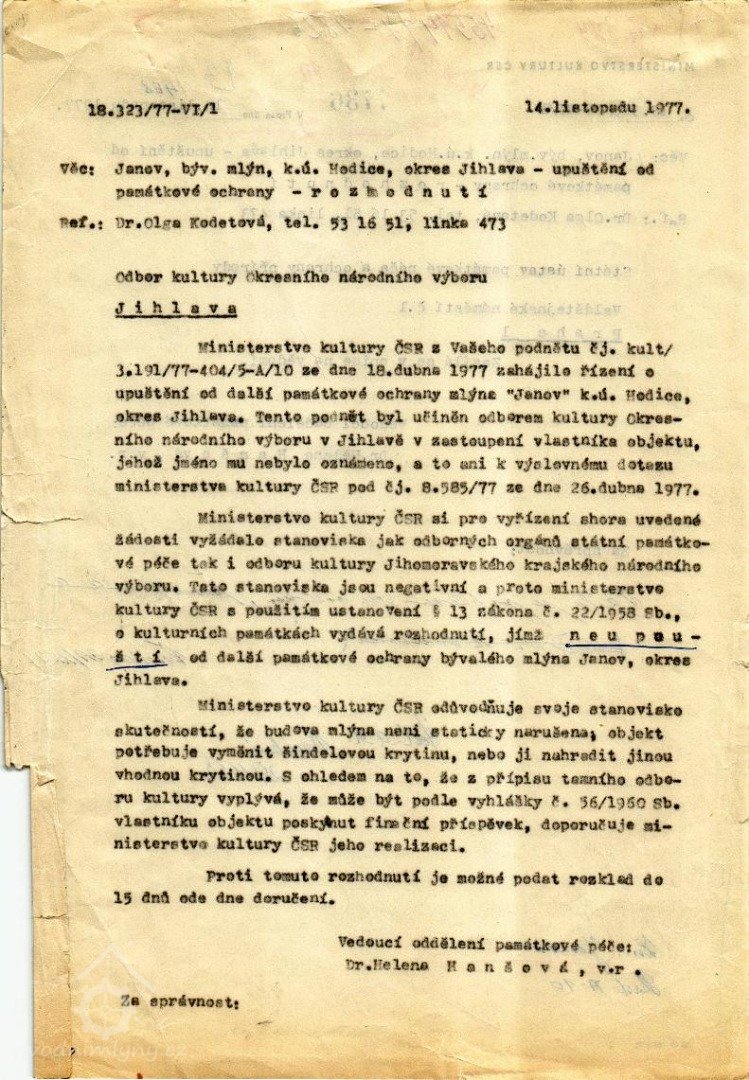 18.323/77-VI/1 14.listopadu 1977.
Věc: Janov, býv. mlýn, k.ú. Hodice, okres Jihlava - upuštění od
památkové ochrany - r o z h o d n u t í
Ref.: Dr.Olga Kodetová, tel. 53 16 51, linka 473
Odbor kultury Okresního národního výboru
J i h l a v a
Ministerstvo kultury ČSR z Vašeho podnětu čj. kult/
3.191/77-404/5-A/10 ze dne 18.dubna 1977 zahájilo řízení o
upuštění od další památkové ochrany mlýna "Janov" k.ú. Hodice,
okres Jihlava. Tento podnět byl učiněn odborem kultury Okres-
ního národního výboru v Jihlavě v zastoupení vlastníka objektu,
jehož jméno mu nebylo oznámeno, a to ani k výslovnému dotazu
ministerstva kultury ČSR pod čj. 8.585/77 ze dne 26.dubna 1977.
Ministerstvo kultury ČSR si pro vyřízení shora uvedené
žádosti vyžádalo stanoviska jak odborných orgánů státní památko-
vé péče tak i odboru kultury Jihomoravského krajského národního
výboru. Tato stanoviska jsou negativní a proto ministerstvo
kultury ČSR s použitím ustanovení § 13 zákona č. 22/1958 Sb.,
o kulturních památkách vydává rozhodnutí, jímž n e u p o u -
š t í od další památkové ochrany bývalého mlýna Janov, okres
Jihlava.
Ministerstvo kultury ČSR odůvodňuje svoje stanovisko
skutečností, že budova mlýna není staticky narušena; objekt
potřebuje vyměnit šindelovou krytinu, nebo ji nahradit jinou
vhodnou krytinou. S ohledem na to, že z přípisu tamního odbo-
ru kultury vyplývá, že může být podle vyhlášky č. 56/1960 Sb.
vlastníku objektu poskytnut finační příspěvek, doporučuje mi-
nisterstvo kultury ČSR jeho realizaci.
Proti tomuto rozhodnutí je možné podat rozklad do
15 dnů ode dne doručení.
Vedoucí oddělení památkové péče:
Dr.Helena M a n š o v á , v.r.
Za správnost: